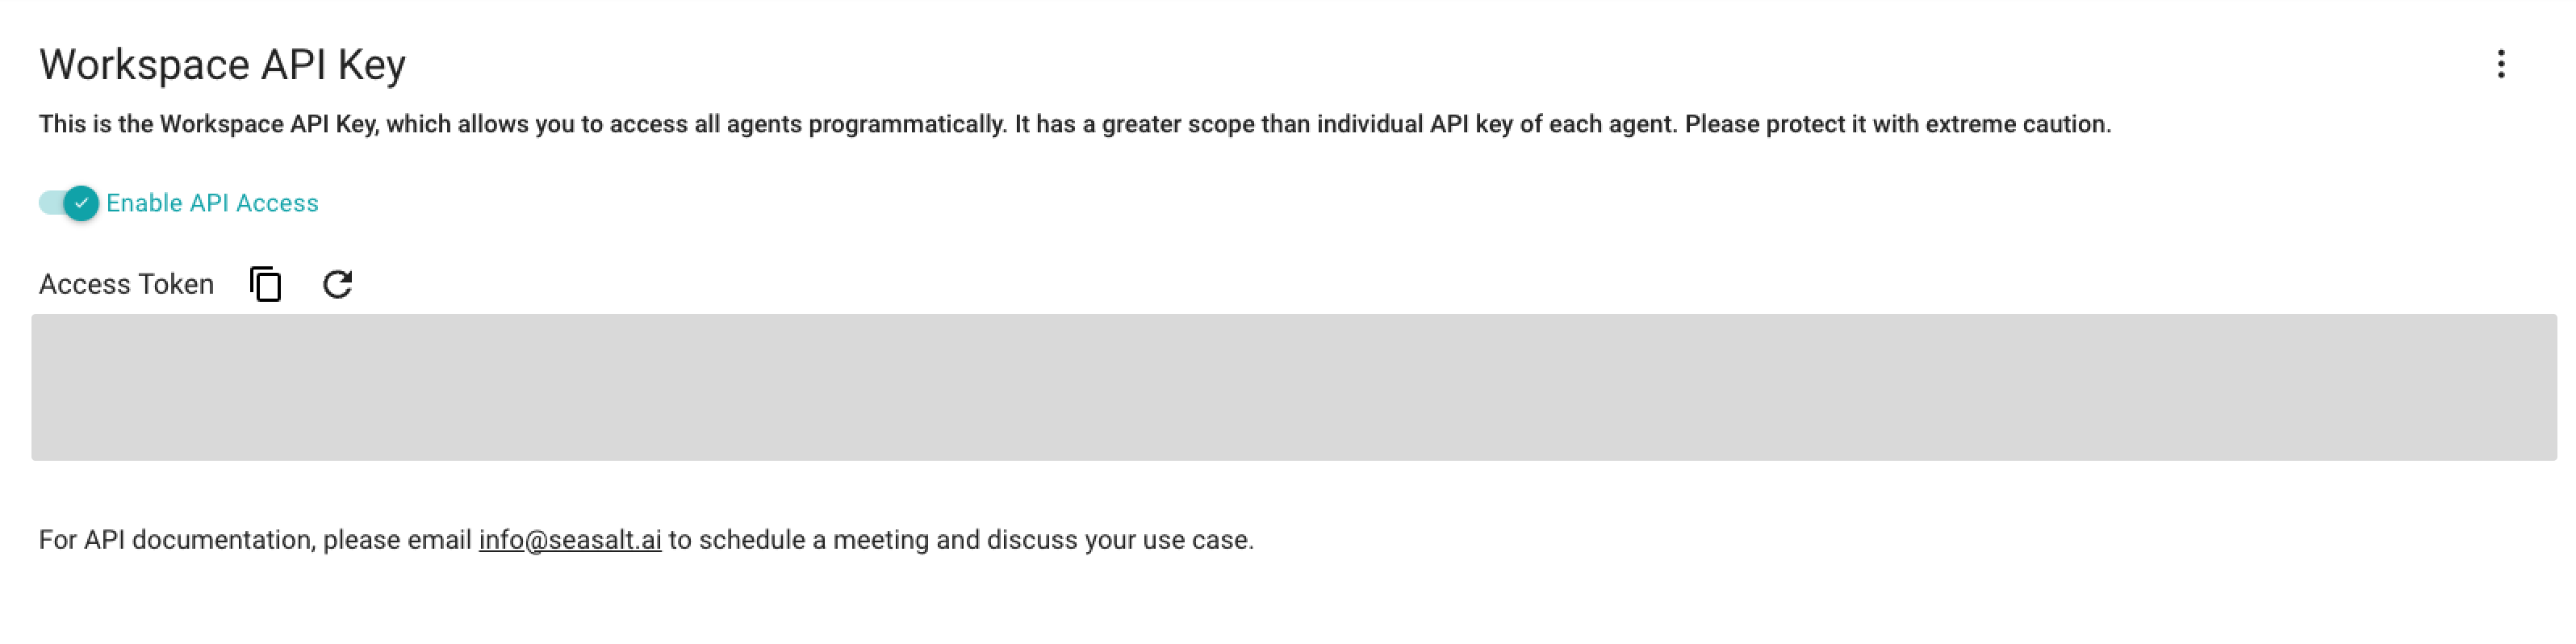 Workspace API Key
This is the Workspace API Key, which allows you to access all agents programmatically. It has a greater scope than individual API key of each agent. Please protect it with extreme caution.
Enable API Access
Access Token
For API documentation, please email info@seasalt.ai to schedule a meeting and discuss your use case.